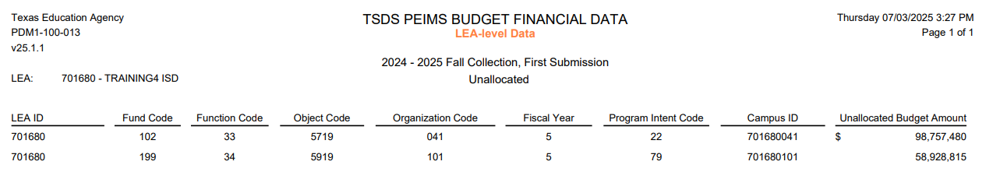 Texas Education Agency
PDM1-100-013
v25.1.1
TSDS PEIMS BUDGET FINANCIAL DATA
LEA-level Data
Thursday 07/03/2025 3:27 PM
Page 1 of 1
2024 - 2025 Fall Collection, First Submission
Unallocated
LEA: 701680 - TRAINING4 ISD
LEA ID Fund Code Function Code Object Code Organization Code Fiscal Year Program Intent Code Campus ID Unallocated Budget Amount
701680 102 33 5719 041 5 22 701680041 $ 98,757,480
701680 199 34 5919 101 5 79 701680101 58,928,815